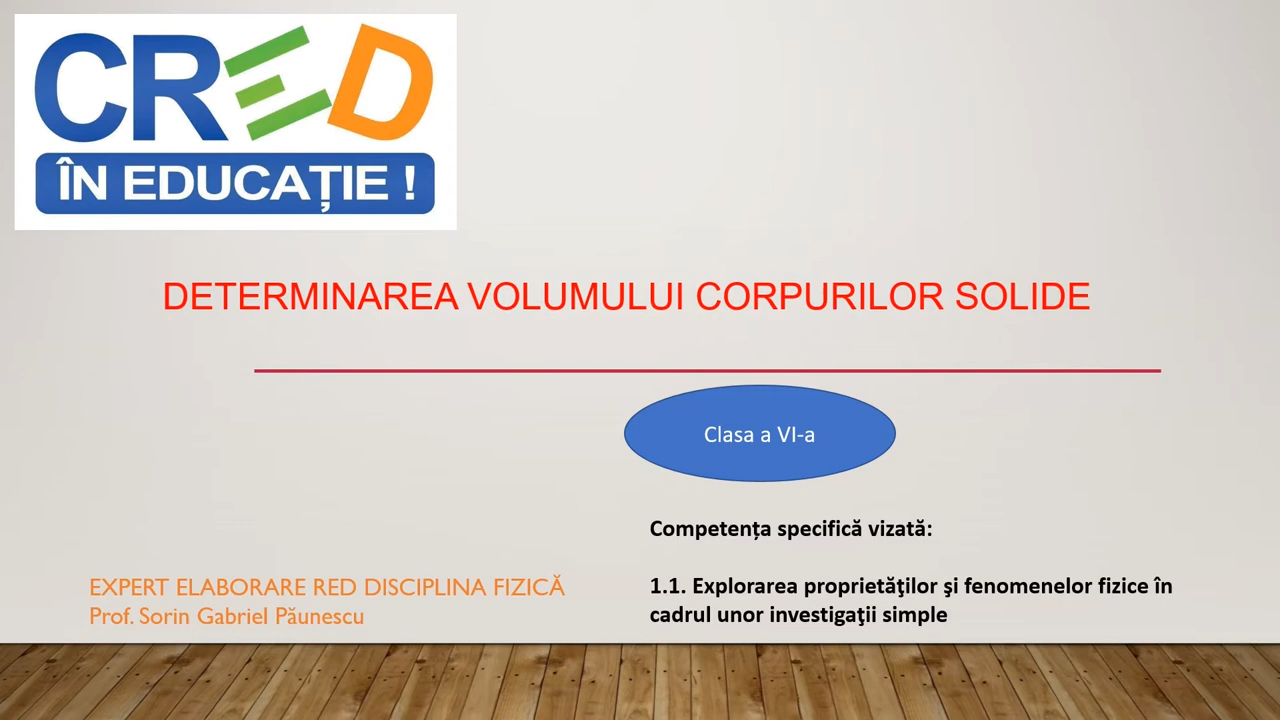 CRED
ÎN EDUCAȚIE !
DETERMINAREA VOLUMULUI CORPURILOR SOLIDE
Clasa a VI-a
Competența specifică vizată:
EXPERT ELABORARE RED DISCIPLINA FIZICĂ
Prof. Sorin Gabriel Păunescu
1.1. Explorarea proprietăţilor şi fenomenelor fizice în
cadrul unor investigaţii simple